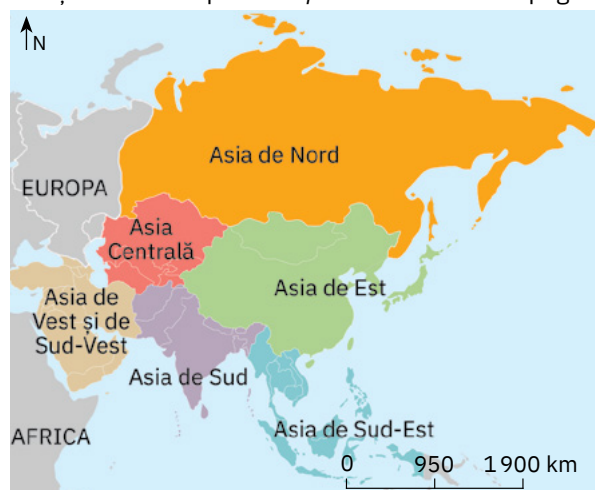 N
Asia de Nord
EUROPA
Asia
Centrală
Asia de Est
Asia de
Vest și de
Sud-Vest
Asia de Sud
Asia de Sud-Est
AFRICA
0 950 1 900 km